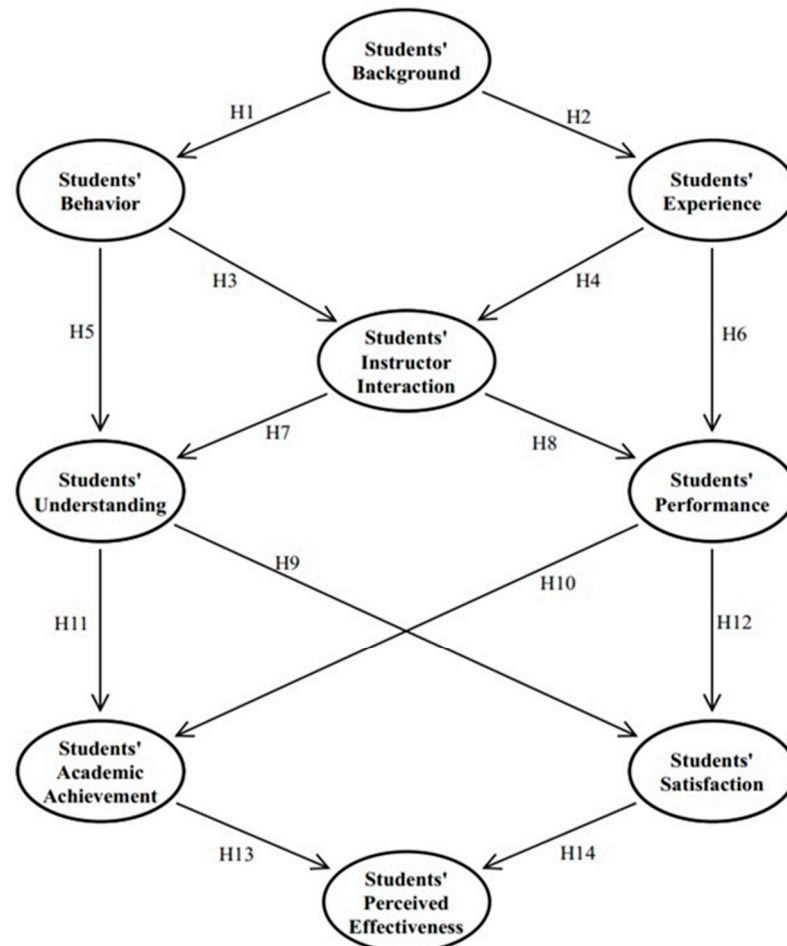 Students'
Background
H1
H2
Students'
Behavior
Students'
Experience
H3
H4
H5
H6
Students'
Instructor
Interaction
H7
H8
Students'
Understanding
Students'
Performance
H9
H10
H11
H12
Students'
Academic
Achievement
Students'
Satisfaction
H13
H14
Students'
Perceived
Effectiveness